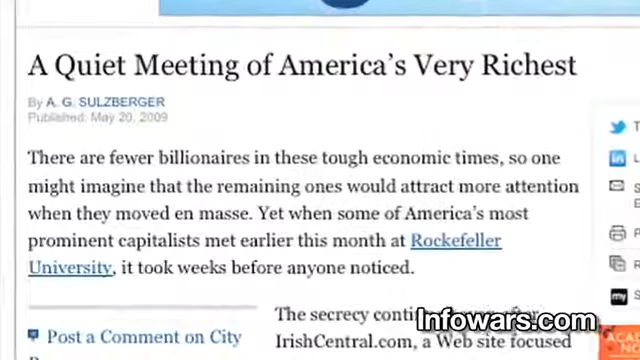 A Quiet Meeting of America's Very Richest
By A. G. SULZBERGER
Published: May 20, 2009
There are fewer billionaires in these tough economic times, so one
might imagine that the remaining ones would attract more attention
when they moved en masse. Yet when some of America's most
prominent capitalists met earlier this month at Rockefeller
University, it took weeks before anyone noticed.
The secrecy
Infowars.com
Post a Comment on City
IrishCentral.com, a Web site focused
my